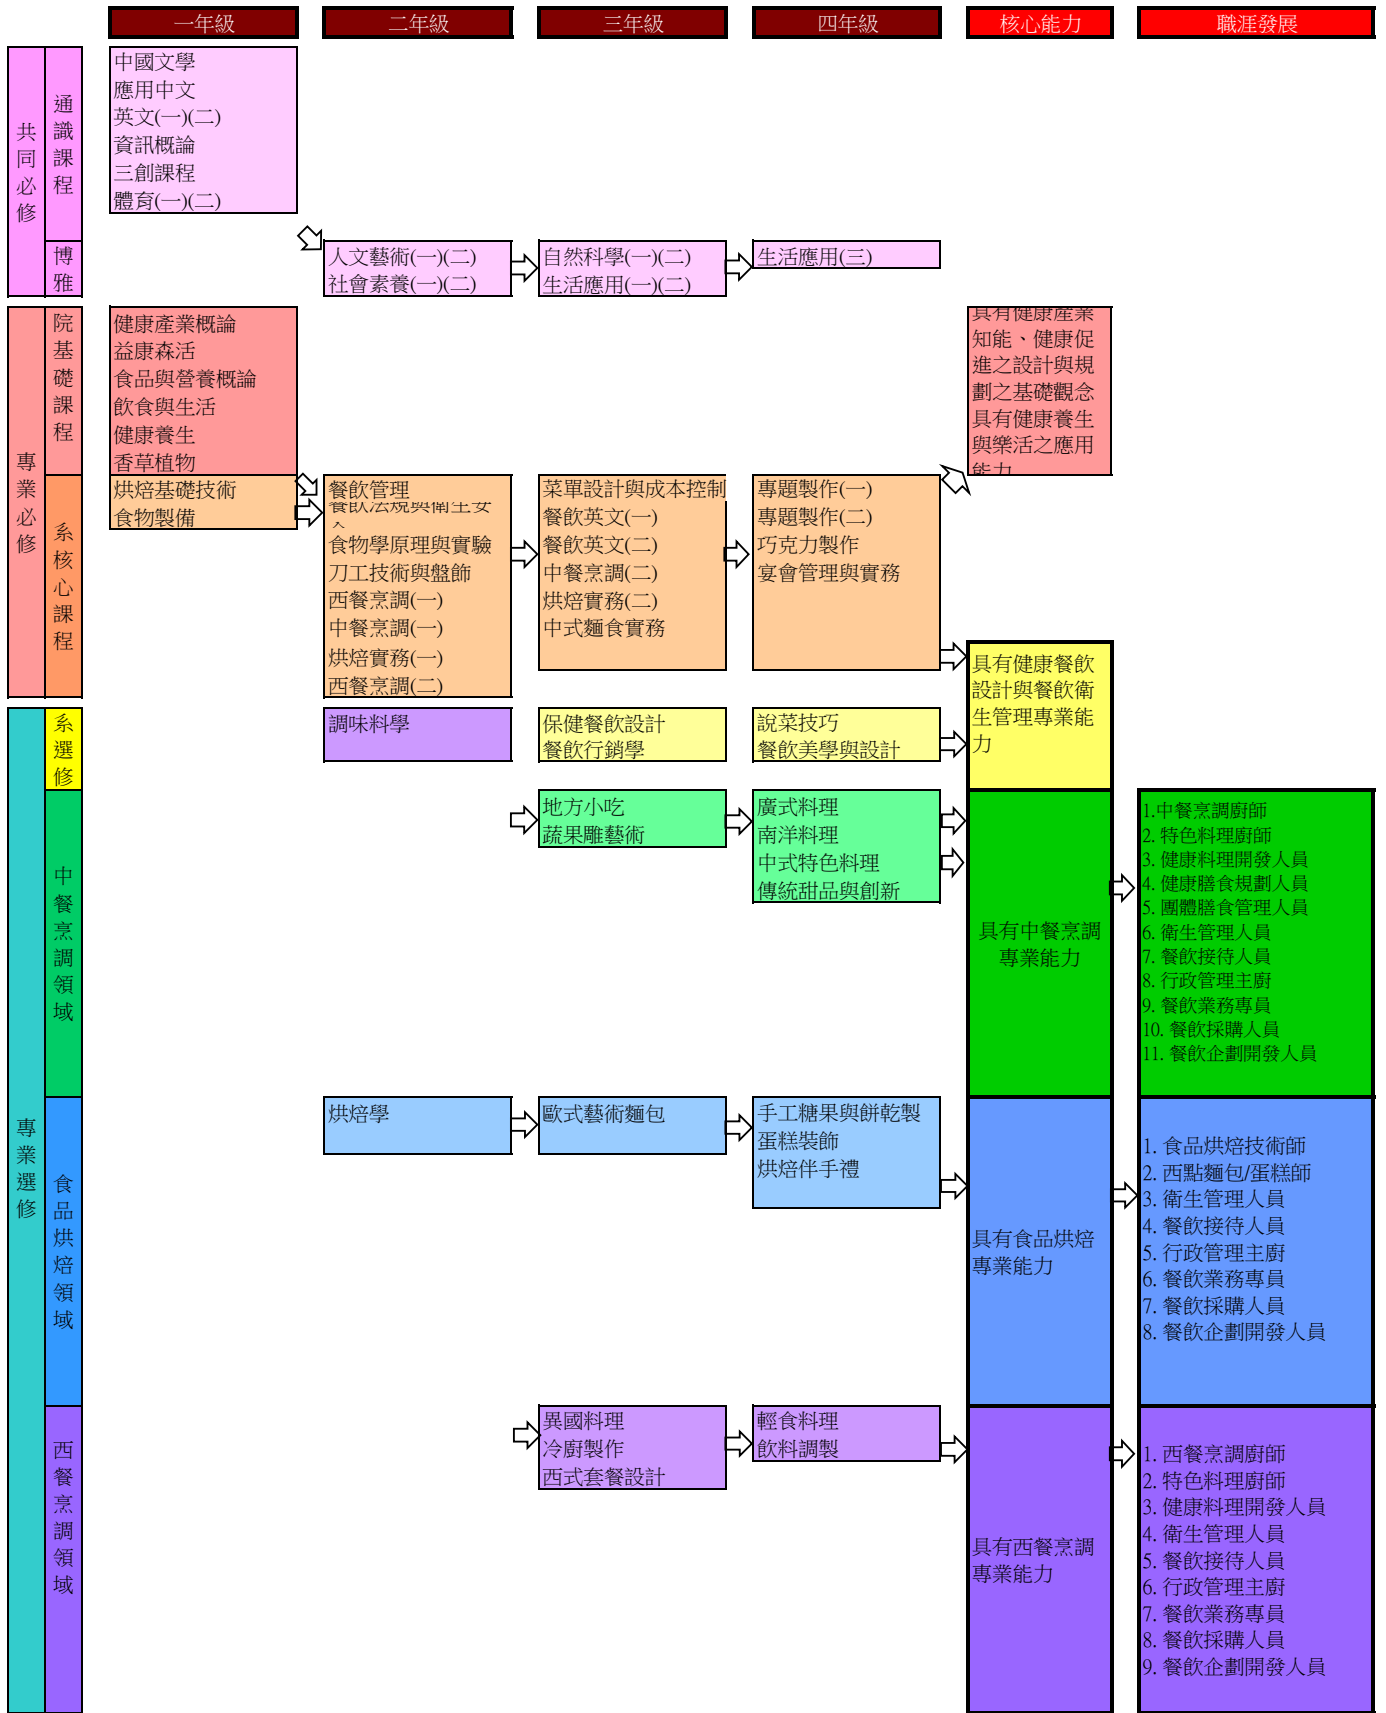 一年級
二年級
三年級
四年級
核心能力
職涯發展
共同必修
通識課程
中國文學
應用中文
英文(一)(二)
資訊概論
三創課程
體育(一)(二)
博雅
人文藝術(一)(二)
社會素養(一)(二)
自然科學(一)(二)
生活應用(一)(二)
生活應用(三)
專業必修
院基礎課程
健康產業概論
益康森活
食品與營養概論
飲食與生活
健康養生
香草植物
具有健康產業
知能、健康促
進之設計與規
劃之基礎觀念
具有健康養生
與樂活之應用
能力
系核心課程
烘焙基礎技術
食物製備
餐飲管理
餐飲法規與衛生安
食物學原理與實驗
刀工技術與盤飾
西餐烹調(一)
中餐烹調(一)
烘焙實務(一)
西餐烹調(二)
菜單設計與成本控制
餐飲英文(一)
餐飲英文(二)
中餐烹調(二)
烘焙實務(二)
中式麵食實務
專題製作(一)
專題製作(二)
巧克力製作
宴會管理與實務
具有健康餐飲
設計與餐飲衛
生管理專業能
力
專業選修
系選修
調味料學
保健餐飲設計
餐飲行銷學
說菜技巧
餐飲美學與設計
中餐烹調領域
地方小吃
蔬果雕藝術
廣式料理
南洋料理
中式特色料理
傳統甜品與創新
具有中餐烹調
專業能力
1.中餐烹調廚師
2. 特色料理廚師
3. 健康料理開發人員
4. 健康膳食規劃人員
5. 團體膳食管理人員
6. 衛生管理人員
7. 餐飲接待人員
8. 行政管理主廚
9. 餐飲業務專員
10. 餐飲採購人員
11. 餐飲企劃開發人員
食品烘焙領域
烘焙學
歐式藝術麵包
手工糖果與餅乾製
蛋糕裝飾
烘焙伴手禮
具有食品烘焙
專業能力
1. 食品烘焙技術師
2. 西點麵包/蛋糕師
3. 衛生管理人員
4. 餐飲接待人員
5. 行政管理主廚
6. 餐飲業務專員
7. 餐飲採購人員
8. 餐飲企劃開發人員
西餐烹調領域
異國料理
冷廚製作
西式套餐設計
輕食料理
飲料調製
具有西餐烹調
專業能力
1. 西餐烹調廚師
2. 特色料理廚師
3. 健康料理開發人員
4. 衛生管理人員
5. 餐飲接待人員
6. 行政管理主廚
7. 餐飲業務專員
8. 餐飲採購人員
9. 餐飲企劃開發人員